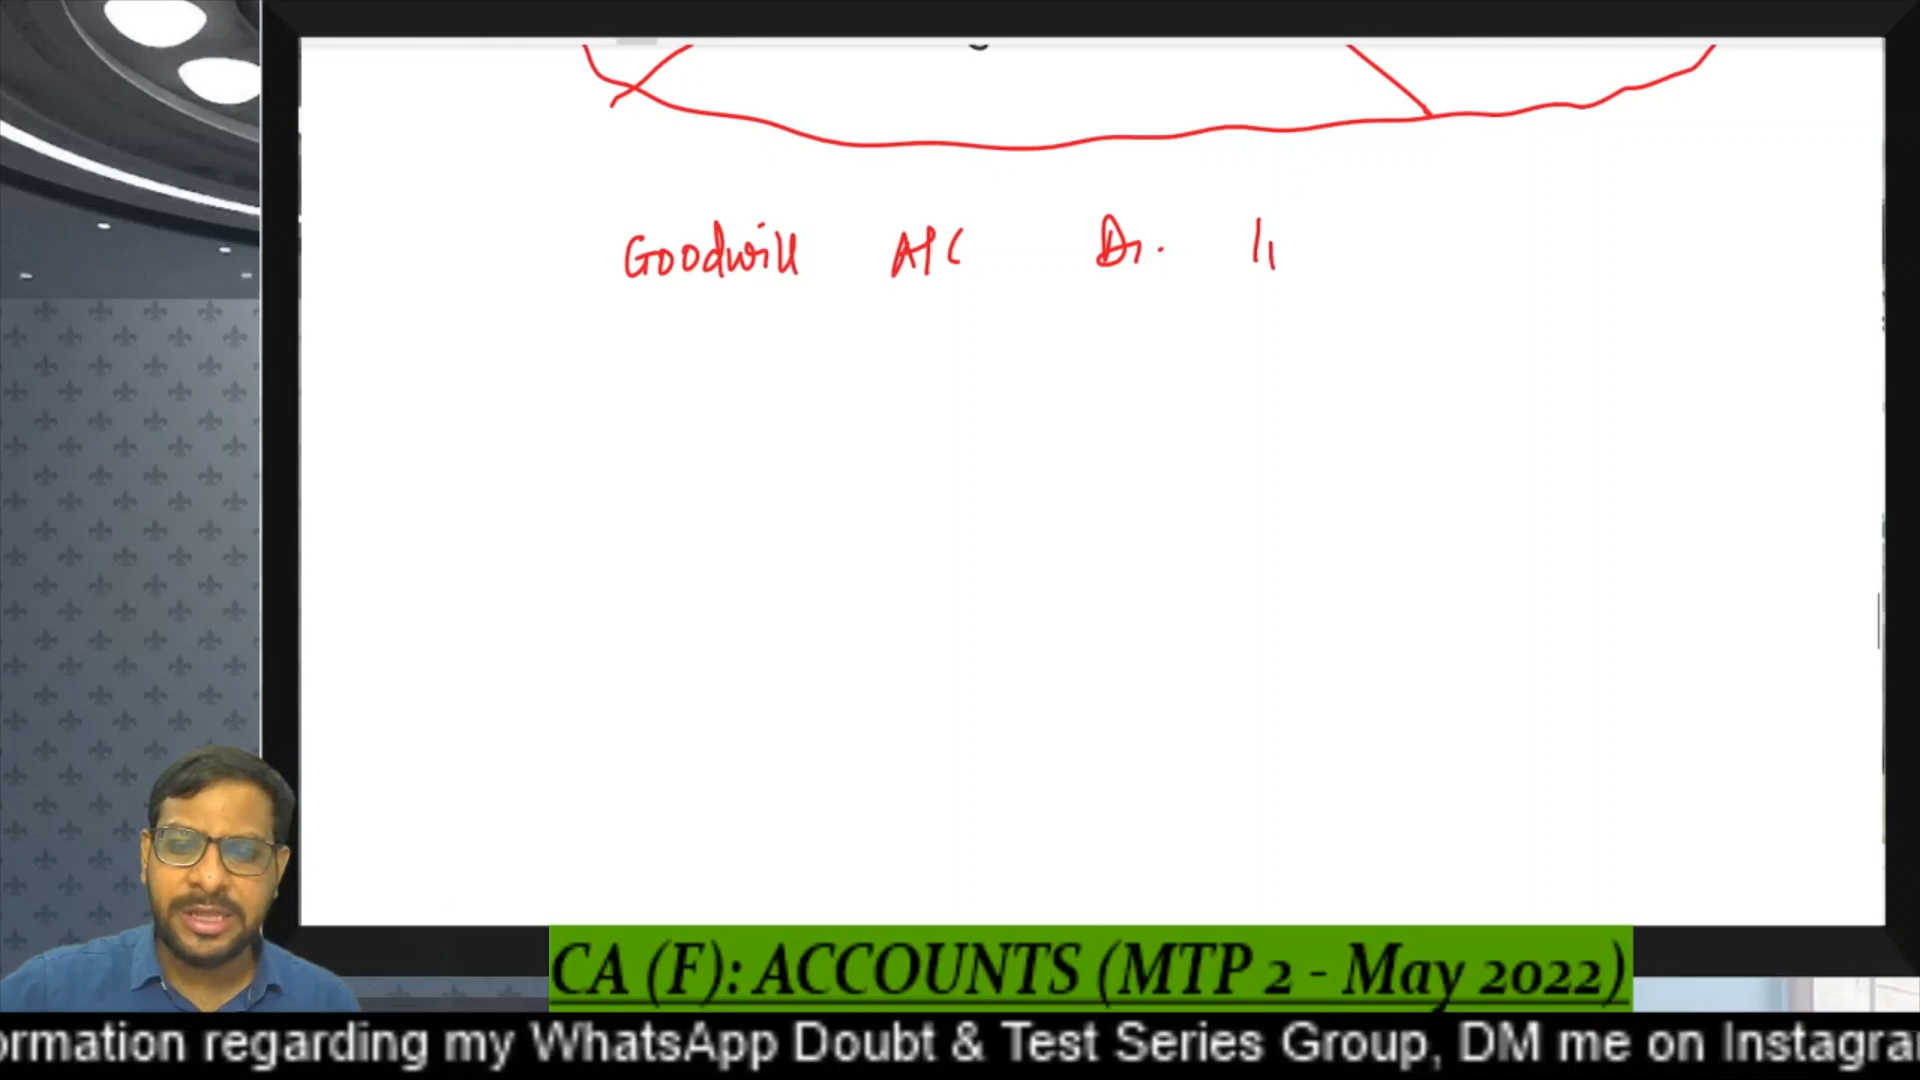 Goodwill A/C Dr.
CA (F): ACCOUNTS (MTP 2 - May 2022)
ormation regarding my WhatsApp Doubt & Test Series Group, DM me on Instagra